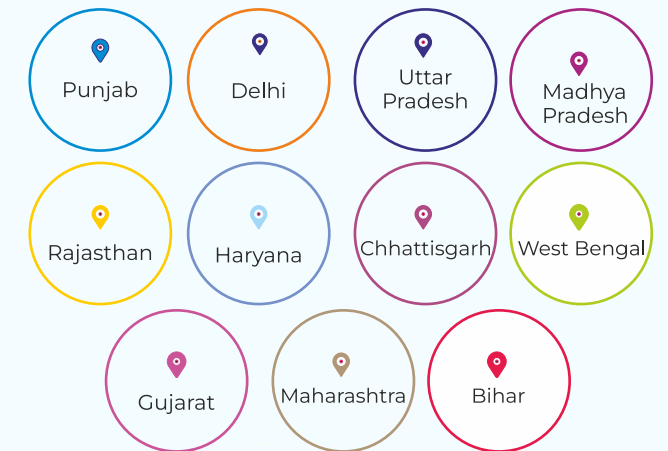 Punjab
Delhi
Uttar
Pradesh
Madhya
Pradesh
Rajasthan
Haryana
Chhattisgarh
West Bengal
Gujarat
Maharashtra
Bihar